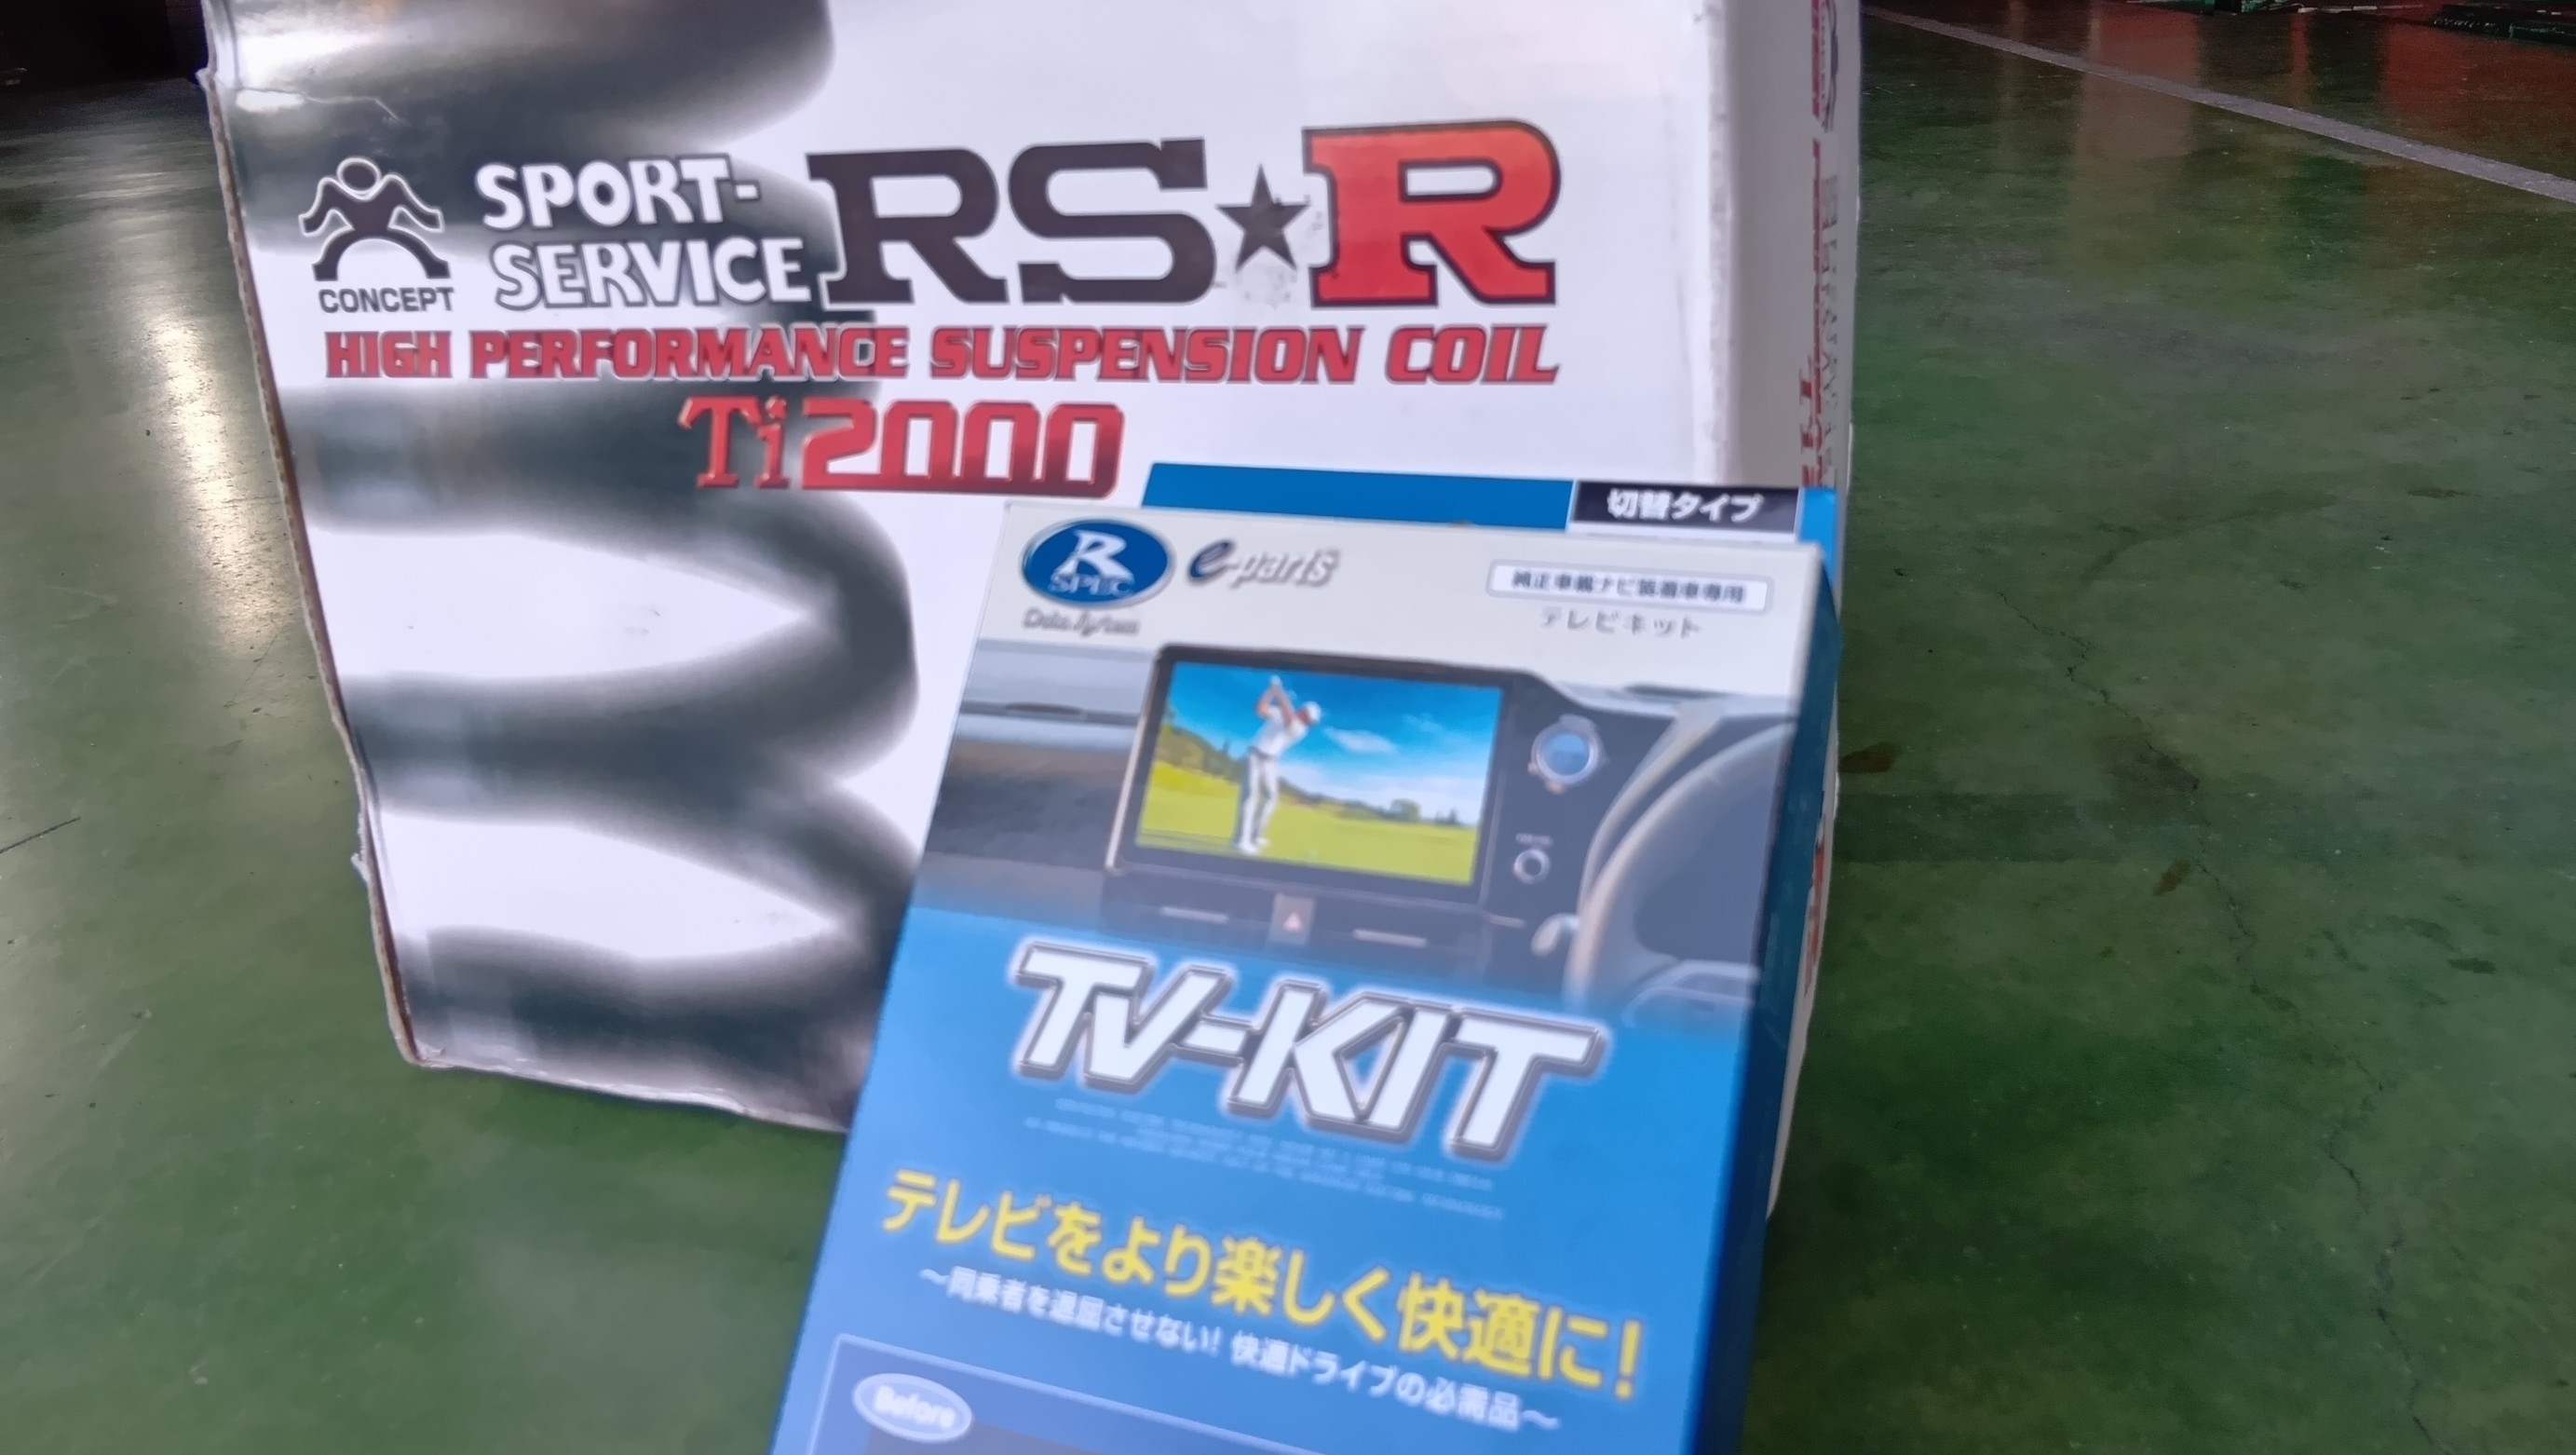 CONCEPT
SPORT-
SERVICE
RS★R
HIGH PERFORMANCE SUSPENSION COIL
Ti2000
切替タイプ
R
SPEC
Data System
e-parts
純正車載ナビ装着車専用
テレビキット
TV-KIT
テレビをより楽しく快適に!
～同乗者を退屈させない! 快適ドライブの必需品～
Before